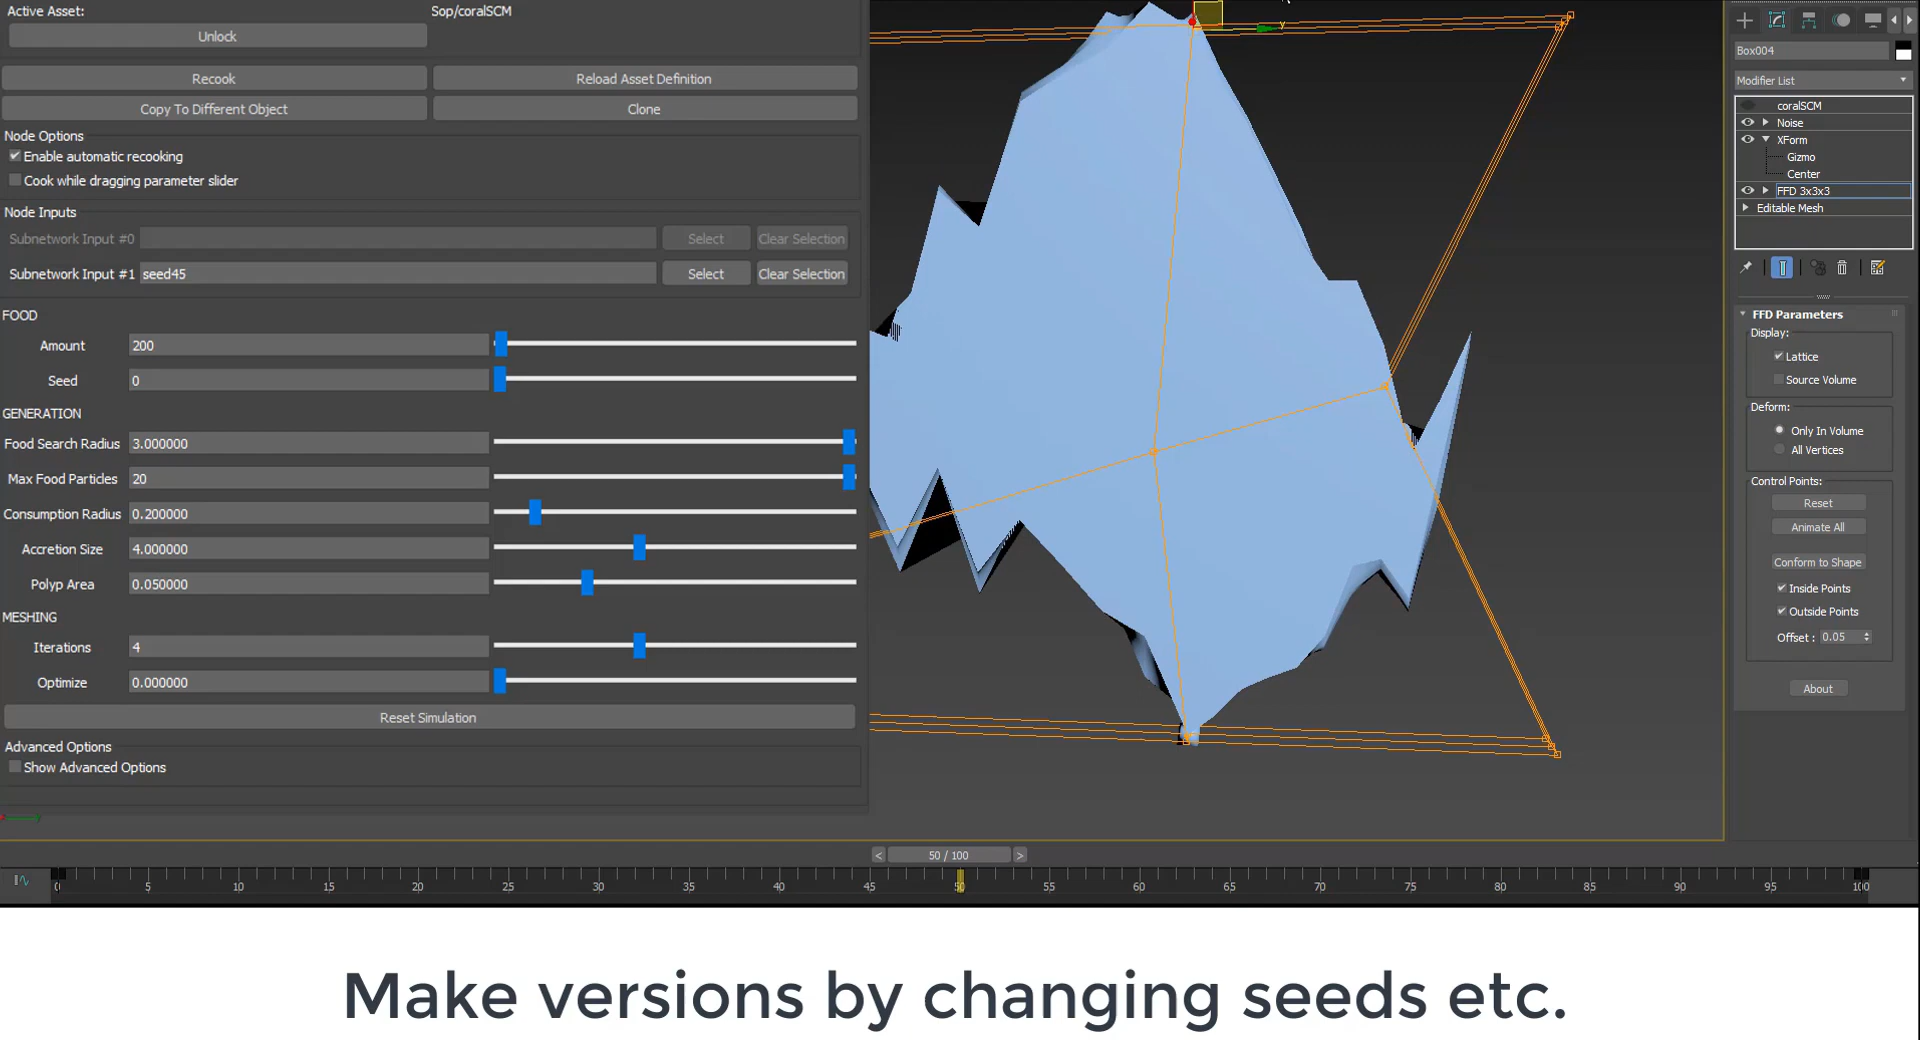 Active Asset: Sop/coralSCM
Unlock
Recook Reload Asset Definition
Copy To Different Object Clone
Node Options
Enable automatic recooking
Cook while dragging parameter slider
Node Inputs
Subnetwork Input #0 Select Clear Selection
Subnetwork Input #1 seed45 Select Clear Selection
FOOD
Amount 200
Seed 0
GENERATION
Food Search Radius 3.000000
Max Food Particles 20
Consumption Radius 0.200000
Accretion Size 4.000000
Polyp Area 0.050000
MESHING
Iterations 4
Optimize 0.000000
Reset Simulation
Advanced Options
Show Advanced Options
y
Box004
Modifier List
coralSCM
Noise
XForm
Gizmo
Center
FFD 3x3x3
Editable Mesh
FFD Parameters
Display:
Lattice
Source Volume
Deform:
Only In Volume
All Vertices
Control Points:
Reset
Animate All
Conform to Shape
Inside Points
Outside Points
Offset : 0.05
About
< 50 / 100 >
0 5 10 15 20 25 30 35 40 45 50 55 60 65 70 75 80 85 90 95 100
Make versions by changing seeds etc.